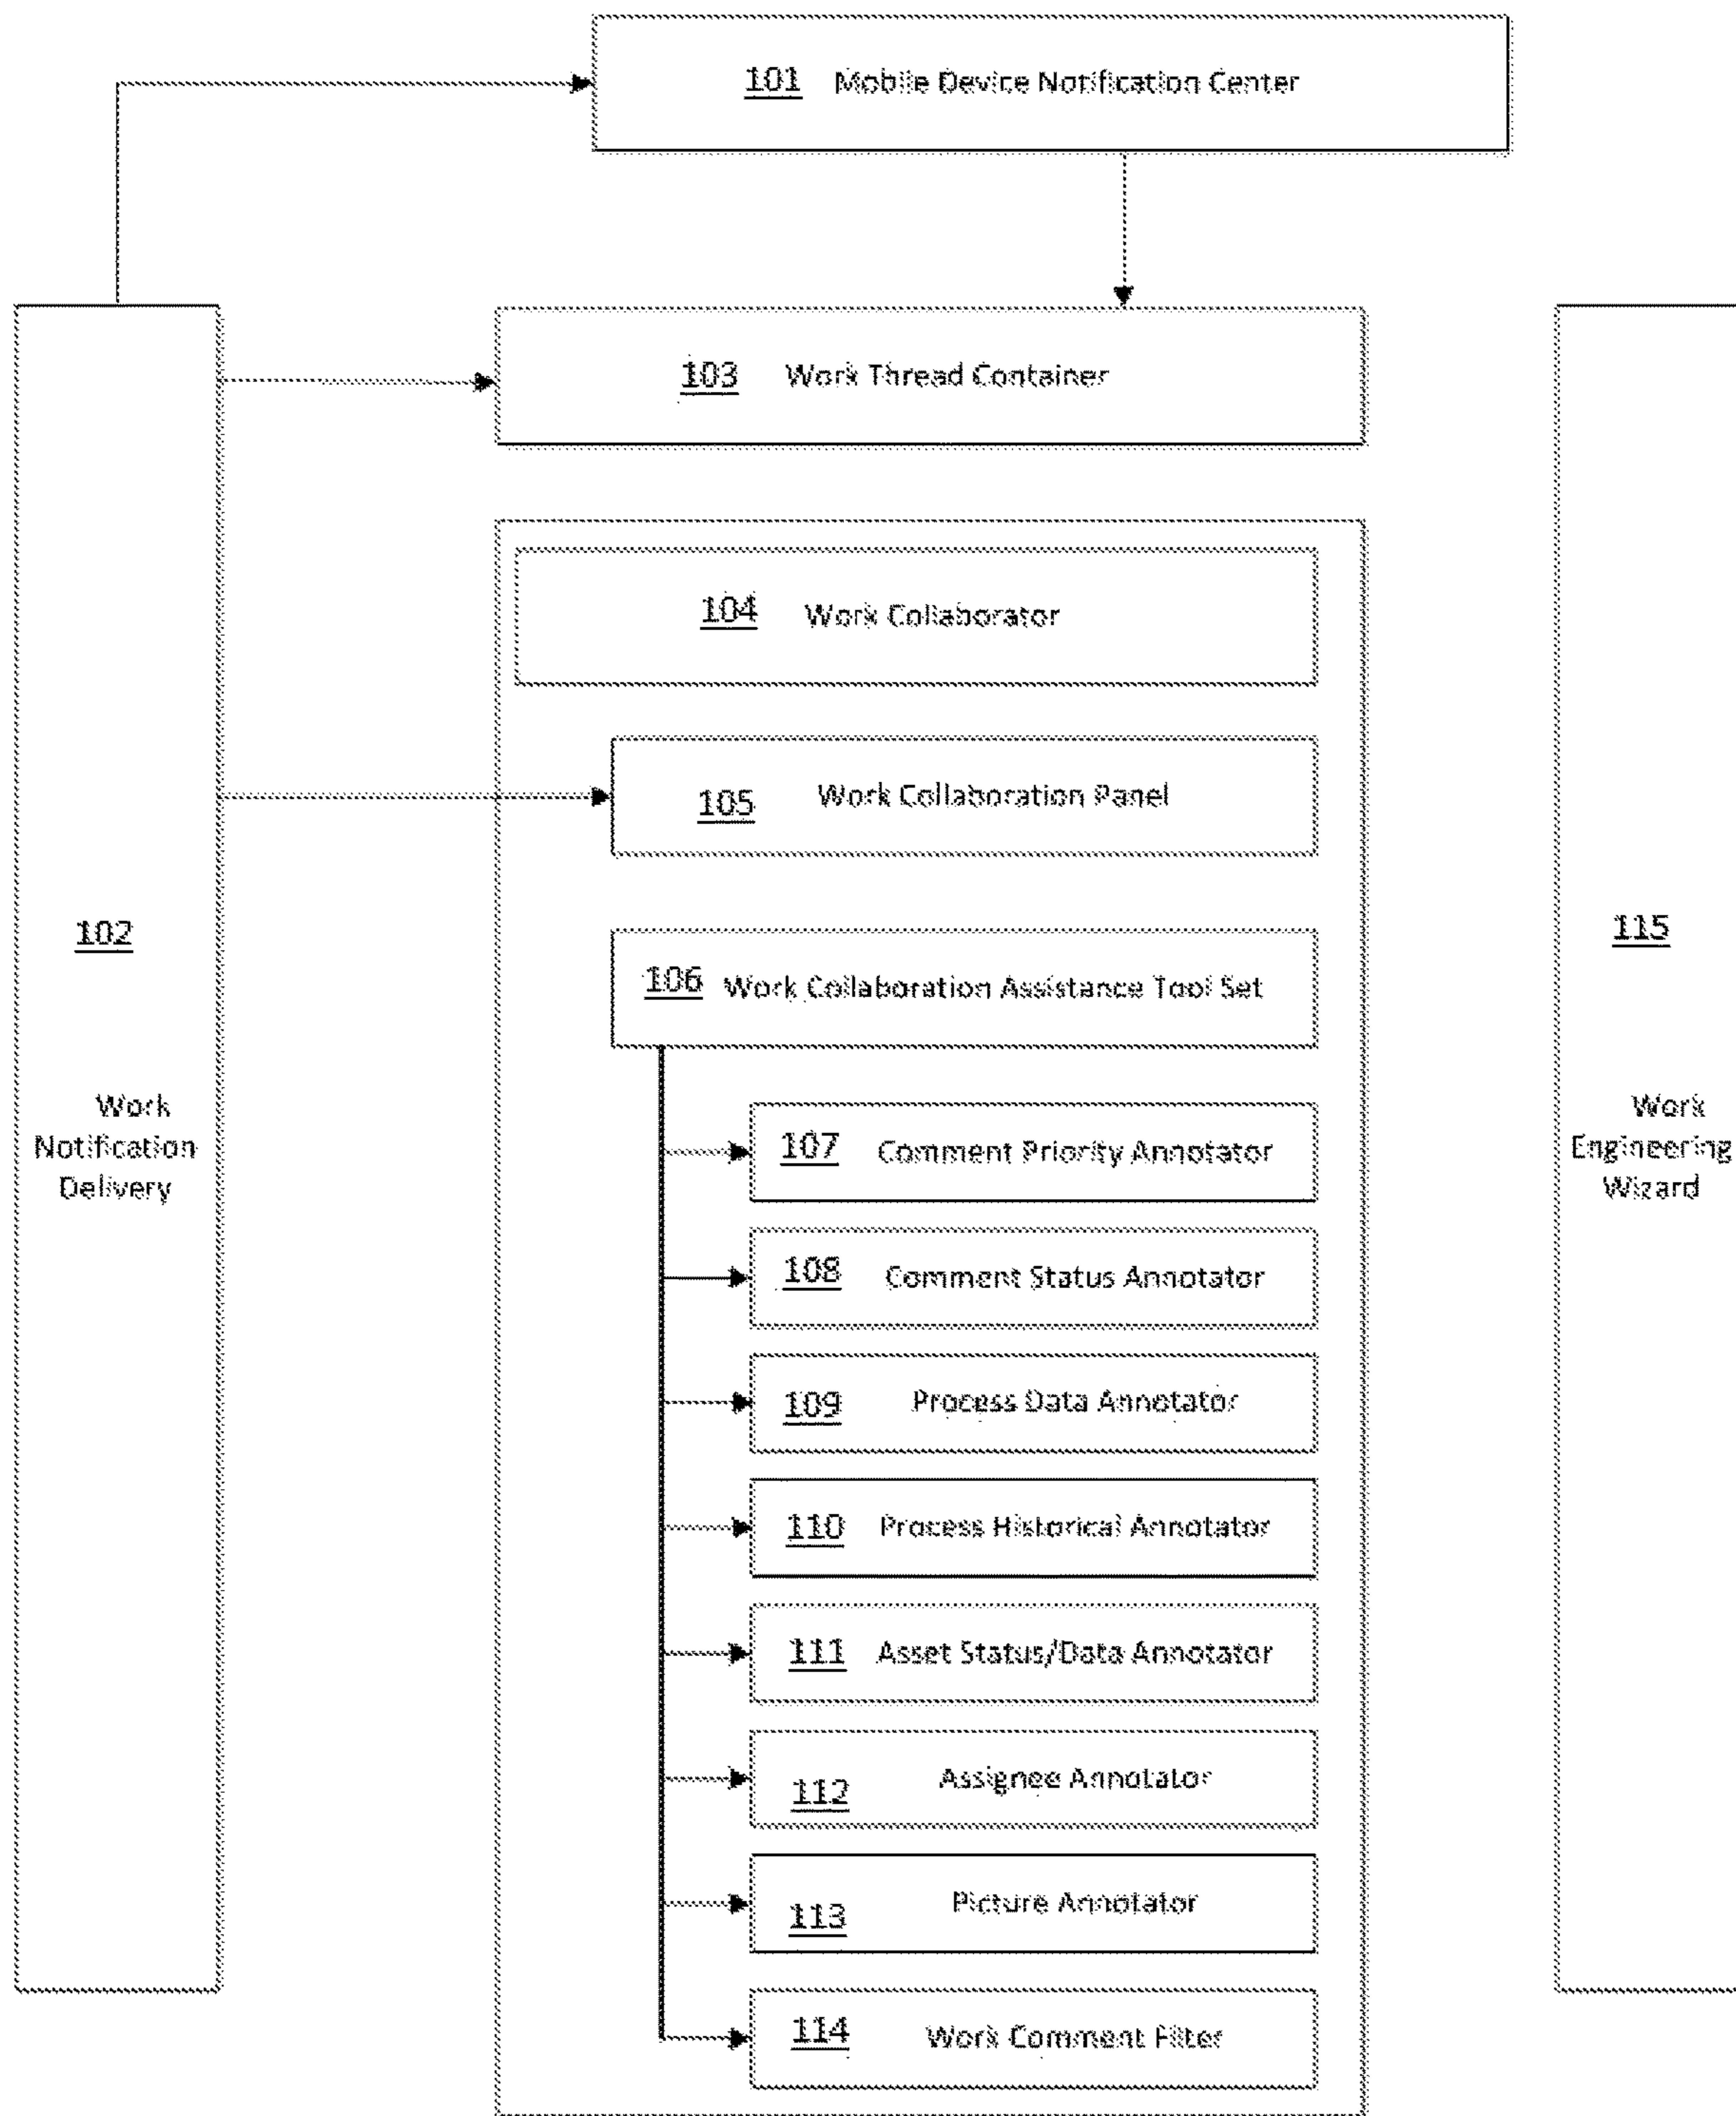 101 Mobile Device Notification Center
103 Work Thread Container
104 Work Collaborator
105 Work Collaboration Panel
102
Work
Notification
Delivery
106 Work Collaboration Assistance Tool Set
107 Comment Priority Annotator
108 Comment Status Annotator
109 Process Data Annotator
110 Process Historical Annotator
111 Asset Status/Data Annotator
112 Assignee Annotator
113 Picture Annotator
114 Work Comment Filter
115
Work
Engineering
Wizard